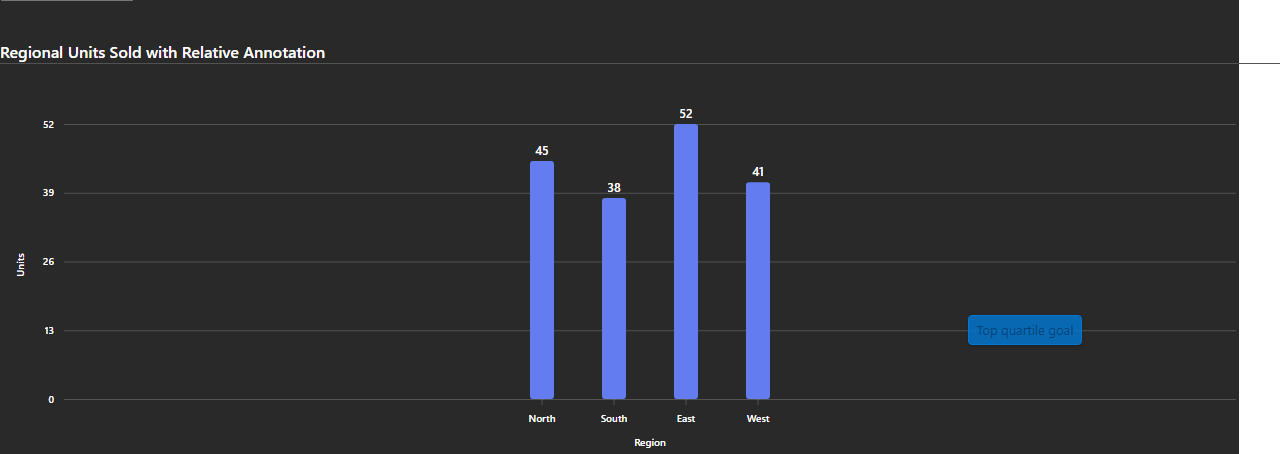 Regional Units Sold with Relative Annotation
52
39
26
13
0
Units
45
38
52
41
Top quartile goal
North
South
East
West
Region